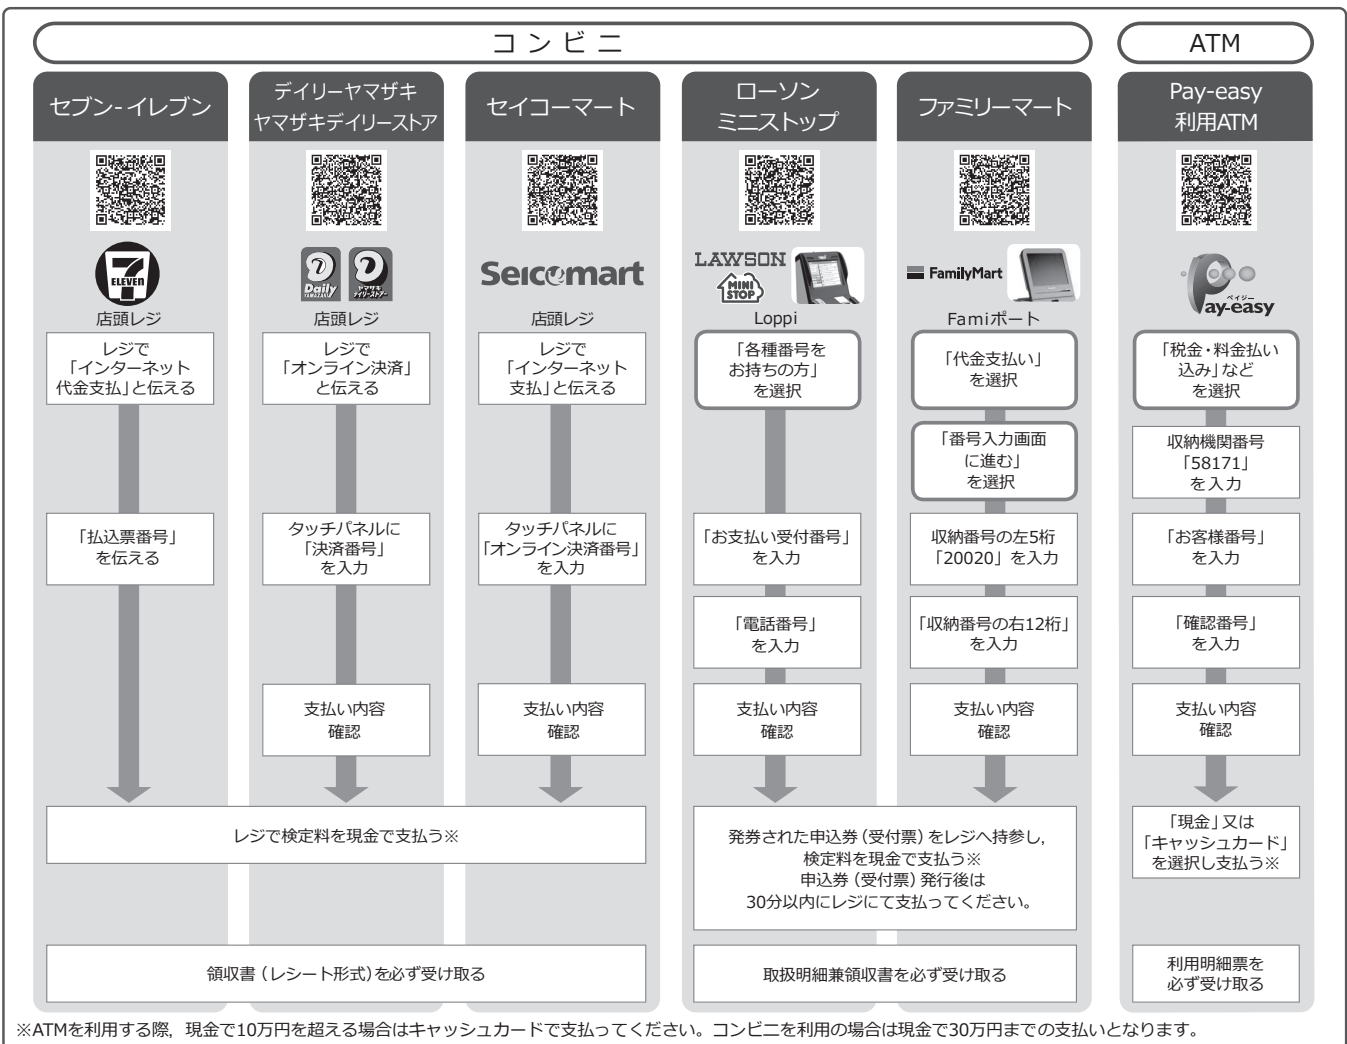 コンビニ
ATM
セブン-イレブン
デイリーヤマザキ
ヤマザキデイリーストア
セイコーマート
ローソン
ミニストップ
ファミリーマート
Pay-easy
利用ATM
7
ELEVEN
店頭レジ
レジで
「インターネット
代金支払」と伝える
「払込票番号」
を伝える
Daily
YAMAZAKI
ヤマザキ
デイリーストアー
店頭レジ
レジで
「オンライン決済」
と伝える
タッチパネルに
「決済番号」
を入力
支払い内容
確認
Seicomart
店頭レジ
レジで
「インターネット
支払」と伝える
タッチパネルに
「オンライン決済番号」
を入力
支払い内容
確認
レジで検定料を現金で支払う※
領収書（レシート形式）を必ず受け取る
LAWSON
MINI
STOP
Loppi
「各種番号を
お持ちの方」
を選択
「お支払い受付番号」
を入力
「電話番号」
を入力
支払い内容
確認
FamilyMart
Famiポート
「代金支払い」
を選択
「番号入力画面
に進む」
を選択
収納番号の左5桁
「20020」を入力
「収納番号の右12桁」
を入力
支払い内容
確認
発券された申込券（受付票）をレジへ持参し,
検定料を現金で支払う※
申込券（受付票）発行後は
30分以内にレジにて支払ってください。
取扱明細兼領収書を必ず受け取る
ペイジー
Pay-easy
「税金・料金払い
込み」など
を選択
収納機関番号
「58171」
を入力
「お客様番号」
を入力
「確認番号」
を入力
支払い内容
確認
「現金」又は
「キャッシュカード」
を選択し支払う※
利用明細票を
必ず受け取る
※ATMを利用する際, 現金で10万円を超える場合はキャッシュカードで支払ってください。コンビニを利用の場合は現金で30万円までの支払いとなります。